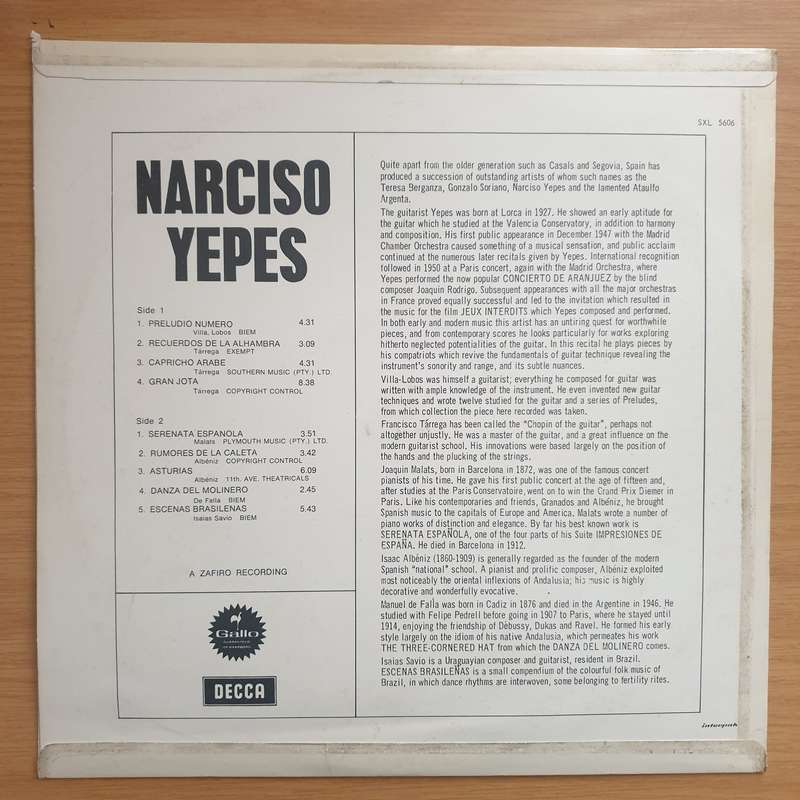 SXL 5606
NARCISO
YEPES
Side 1
1. PRELUDIO NUMERO 4.31
Villa, Lobos BIEM
2. RECUERDOS DE LA ALHAMBRA 3.09
Tárrega EXEMPT
3. CAPRICHO ARABE 4.31
Tárrega SOUTHERN MUSIC (PTY.) LTD.
4. GRAN JOTA 8.38
Tárrega COPYRIGHT CONTROL
Side 2
1. SERENATA ESPANOLA 3.51
Malats PLYMOUTH MUSIC (PTY.) LTD.
2. RUMORES DE LA CALETA 3.42
Albéniz COPYRIGHT CONTROL
3. ASTURIAS 6.09
Albéniz 11th. AVE. THEATRICALS
4. DANZA DEL MOLINERO 2.45
De Falla BIEM
5. ESCENAS BRASILENAS 5.43
Isaias Savio BIEM
A ZAFIRO RECORDING
Gallo
DECCA
Quite apart from the older generation such as Casals and Segovia, Spain has
produced a succession of outstanding artists of whom such names as the
Teresa Berganza, Gonzalo Soriano, Narciso Yepes and the lamented Ataulfo
Argenta.
The guitarist Yepes was born at Lorca in 1927. He showed an early aptitude for
the guitar which he studied at the Valencia Conservatory, in addition to harmony
and composition. His first public appearance in December 1947 with the Madrid
Chamber Orchestra caused something of a musical sensation, and public acclaim
continued at the numerous later recitals given by Yepes. International recognition
followed in 1950 at a Paris concert, again with the Madrid Orchestra, where
Yepes performed the now popular CONCIERTO DE ARANJUEZ by the blind
composer Joaquin Rodrigo. Subsequent appearances with all the major orchestras
in France proved equally successful and led to the invitation which resulted in
the music for the film JEUX INTERDITS which Yepes composed and performed.
In both early and modern music this artist has an untiring quest for worthwhile
pieces, and from contemporary scores he looks particularly for works exploring
hitherto neglected potentialities of the guitar. In this recital he plays pieces by
his compatriots which revive the fundamentals of guitar technique revealing the
instrument's sonority and range, and its subtle nuances.
Villa-Lobos was himself a guitarist; everything he composed for guitar was
written with ample knowledge of the instrument. He even invented new guitar
techniques and wrote twelve studied for the guitar and a series of Preludes,
from which collection the piece here recorded was taken.
Francisco Tárrega has been called the "Chopin of the guitar", perhaps not
altogether unjustly. He was a master of the guitar, and a great influence on the
modern guitarist school. His innovations were based largely on the position of
the hands and the plucking of the strings.
Joaquin Malats, born in Barcelona in 1872, was one of the famous concert
pianists of his time. He gave his first public concert at the age of fifteen and,
after studies at the Paris Conservatoire, went on to win the Grand Prix Diemer in
Paris. Like his contemporaries and friends, Granados and Albéniz, he brought
Spanish music to the capitals of Europe and America. Malats wrote a number of
piano works of distinction and elegance. By far his best known work is
SERENATA ESPAÑOLA, one of the four parts of his Suite IMPRESIONES DE
ESPAÑA. He died in Barcelona in 1912.
Isaac Albéniz (1860-1909) is generally regarded as the founder of the modern
Spanish "national" school. A pianist and prolific composer, Albéniz exploited
most noticeably the oriental inflexions of Andalusia; his music is highly
decorative and wonderfully evocative.
Manuel de Falla was born in Cadiz in 1876 and died in the Argentine in 1946. He
studied with Felipe Pedrell before going in 1907 to Paris, where he stayed until
1914, enjoying the friendship of Debussy, Dukas and Ravel. He formed his early
style largely on the idiom of his native Andalusia, which permeates his work
THE THREE-CORNERED HAT from which the DANZA DEL MOLINERO comes.
Isaias Savio is a Uraguayian composer and guitarist, resident in Brazil.
ESCENAS BRASILEÑAS is a small compendium of the colourful folk music of
Brazil, in which dance rhythms are interwoven, some belonging to fertility rites.
interpak